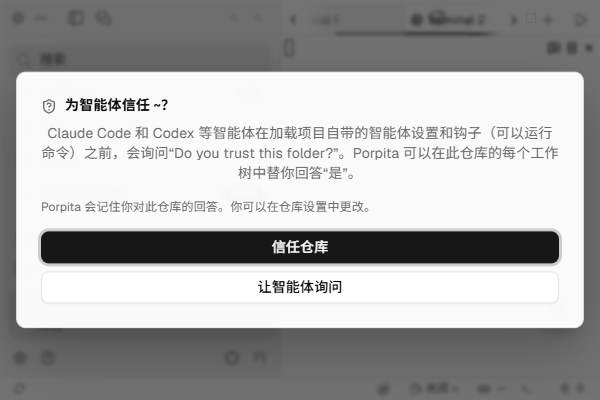 搜索
Terminal 2
为智能体信任 ~?
Claude Code 和 Codex 等智能体在加载项目自带的智能体设置和钩子（可以运行
命令）之前，会询问“Do you trust this folder?”。Porpita 可以在此仓库的每个工作
树中替你回答“是”。
Porpita 会记住你对此仓库的回答。你可以在仓库设置中更改。
信任仓库
让智能体询问